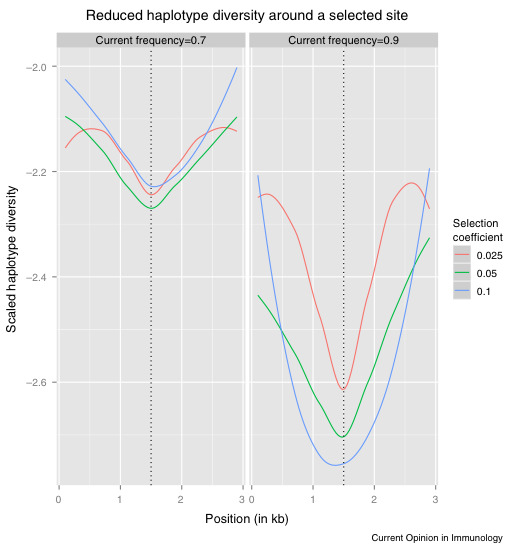 Reduced haplotype diversity around a selected site
Current frequency=0.7
Current frequency=0.9
Scaled haplotype diversity
−2.0
−2.2
−2.4
−2.6
0
1
2
3
0
1
2
3
Position (in kb)
Selection
coefficient
0.025
0.05
0.1
Current Opinion in Immunology